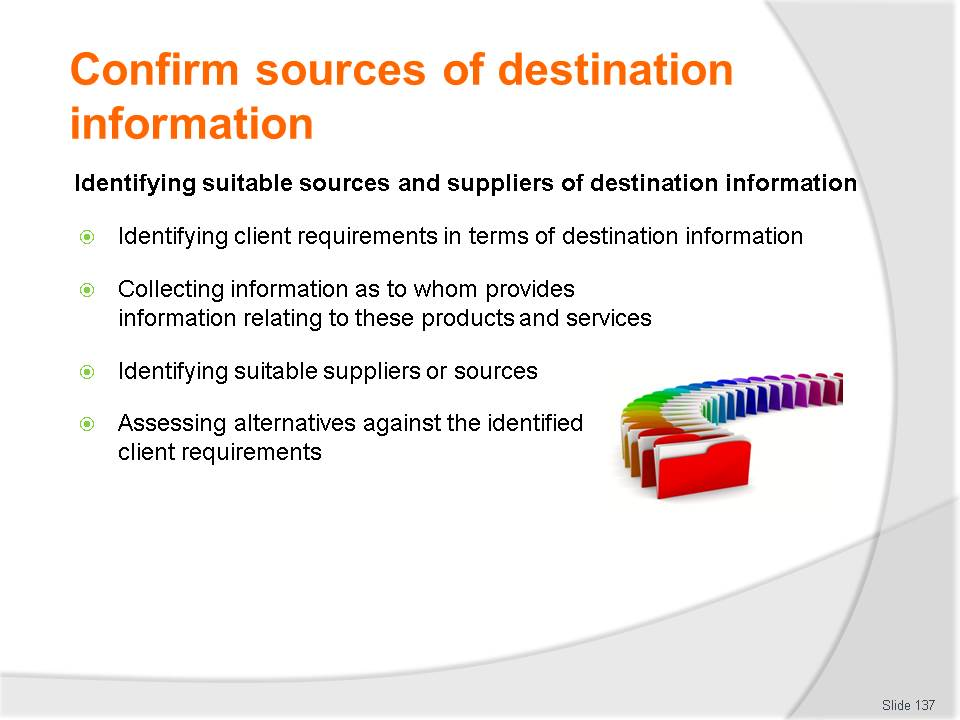 Confirm sources of destination
information
Identifying suitable sources and suppliers of destination information
Identifying client requirements in terms of destination information
Collecting information as to whom provides
information relating to these products and services
Identifying suitable suppliers or sources
Assessing alternatives against the identified
client requirements
Slide 137